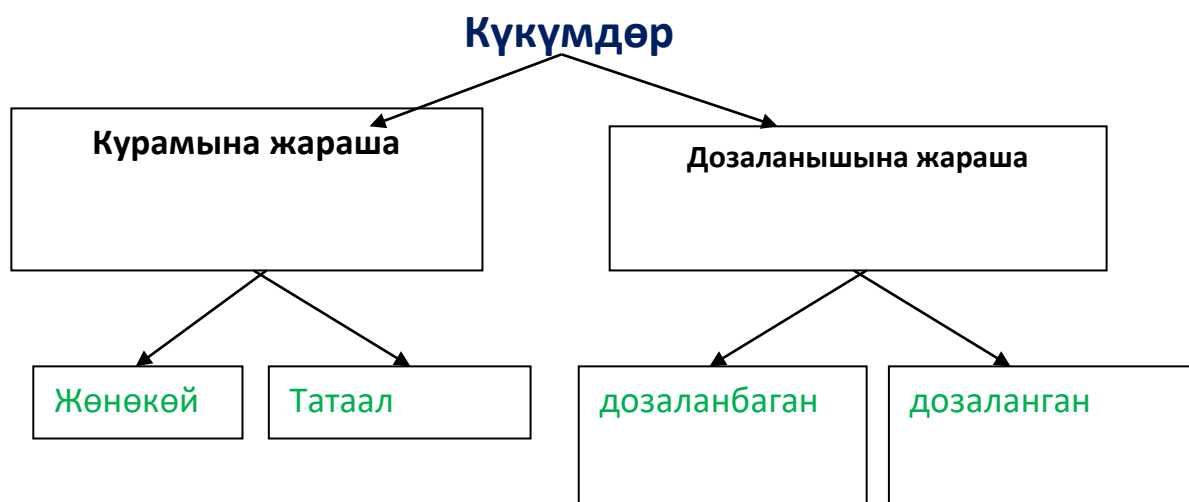 Күкүмдөр
Курамына жараша
Дозаланышына жараша
Жөнөкөй
Татаал
дозаланбаган
дозаланган